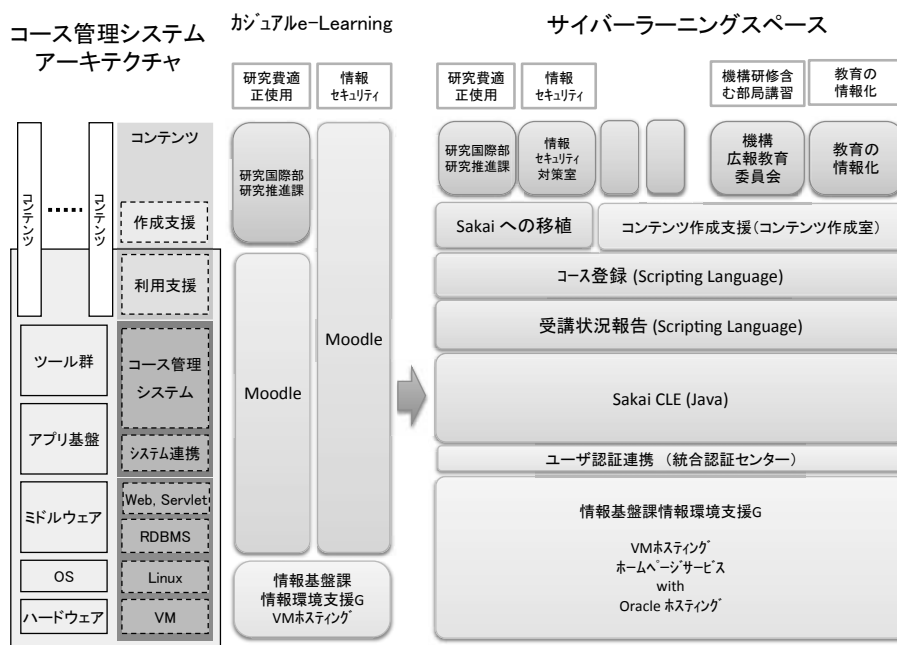 コース管理システム
アーキテクチャ
コンテンツ
‥‥‥
コンテンツ
コンテンツ
作成支援
利用支援
ツール群
コース管理
システム
アプリ基盤
システム連携
ミドルウェア
Web, Servlet
RDBMS
OS
Linux
ハードウェア
VM
カジュアルe-Learning
研究費適
正使用
情報
セキュリティ
研究国際部
研究推進課
Moodle
Moodle
情報基盤課
情報環境支援G
VMホスティング
サイバーラーニングスペース
研究費適
正使用
情報
セキュリティ
機構研修含
む部局講習
教育の
情報化
研究国際部
研究推進課
情報
セキュリティ
対策室
機構
広報教育
委員会
教育の
情報化
Sakai への移植
コンテンツ作成支援(コンテンツ作成室)
コース登録 (Scripting Language)
受講状況報告 (Scripting Language)
Sakai CLE (Java)
ユーザ認証連携 （統合認証センター）
情報基盤課情報環境支援G
VMホスティング
ホームページサービス
with
Oracle ホスティング